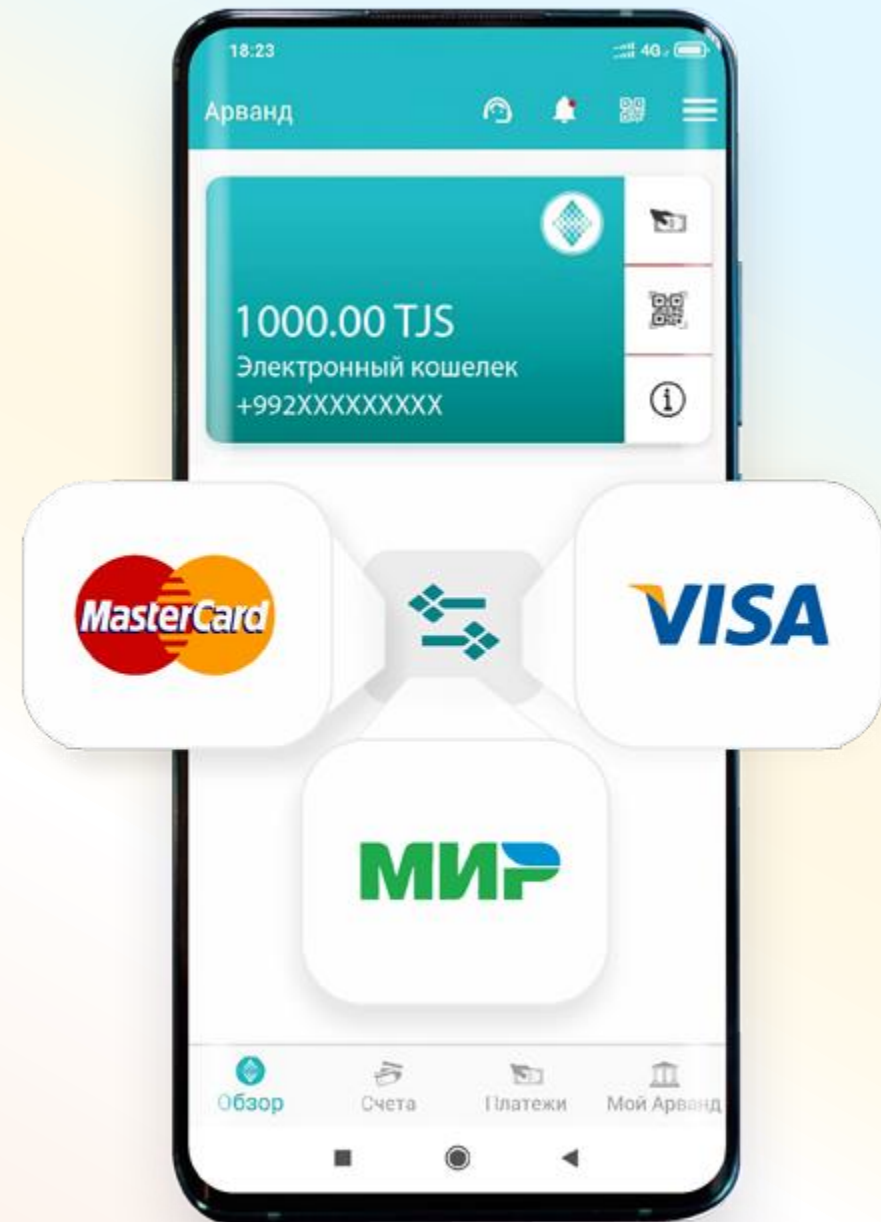 18:23
4G
Арванд
1000.00 TJS
Электронный кошелек
+992XXXXXXXXX
MasterCard
VISA
МИР
Обзор
Счета
Платежи
Мой Арванд